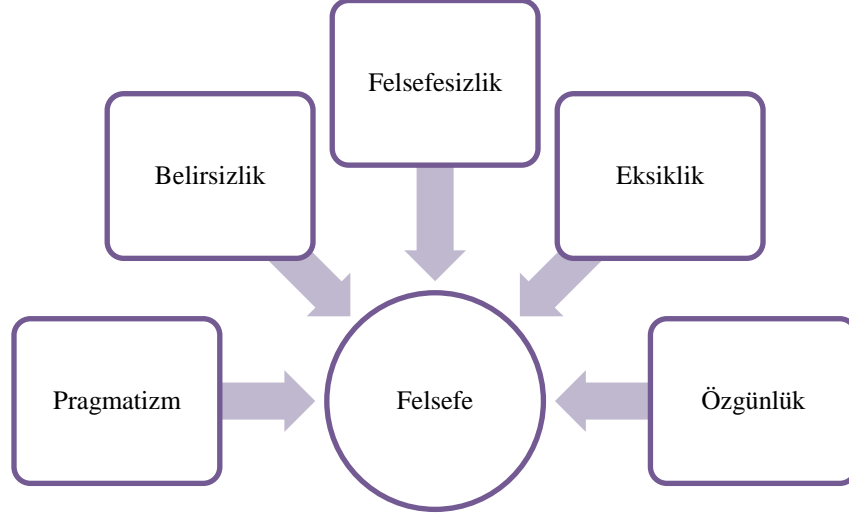 Felsefesizlik
Belirsizlik
Eksiklik
Pragmatizm
Felsefe
Özgünlük